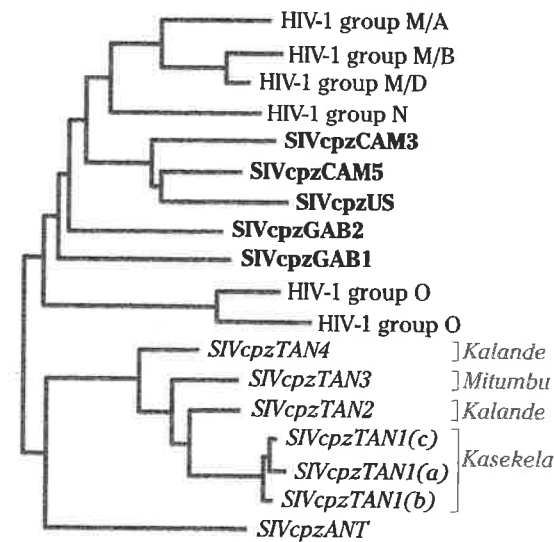 HIV-1 group M/A
HIV-1 group M/B
HIV-1 group M/D
HIV-1 group N
SIVcpzCAM3
SIVcpzCAM5
SIVcpzUS
SIVcpzGAB2
SIVcpzGAB1
HIV-1 group O
HIV-1 group O
SIVcpzTAN4 ]Kalande
SIVcpzTAN3 ]Mitumbu
SIVcpzTAN2 ]Kalande
SIVcpzTAN1(c)
Kasekela
SIVcpzTAN1(a)
SIVcpzTAN1(b)
SIVcpzANT